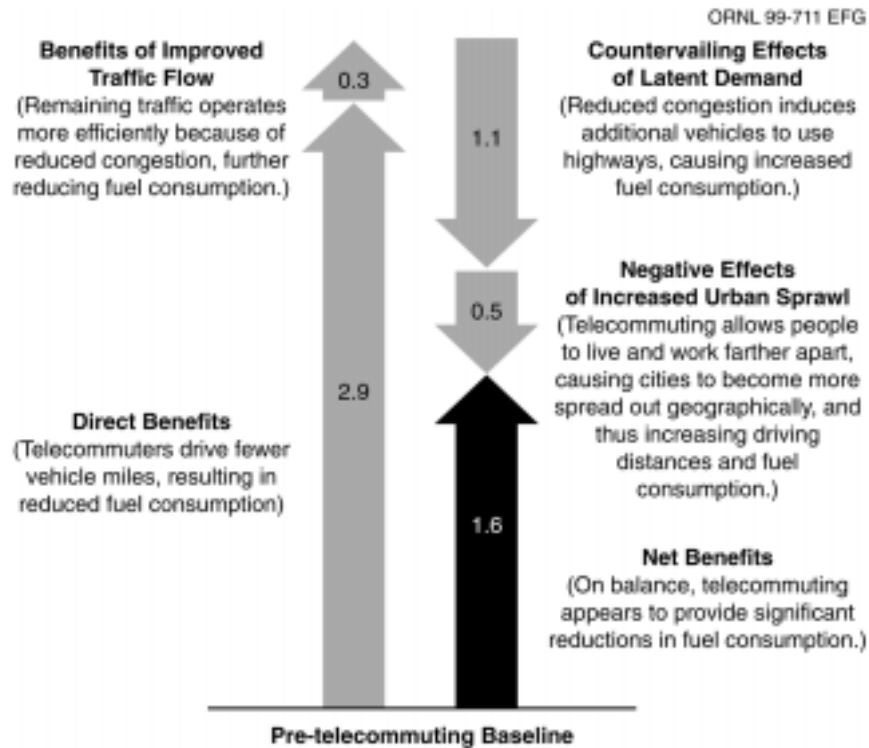 ORNL 99-711 EFG
Benefits of Improved
Traffic Flow
(Remaining traffic operates
more efficiently because of
reduced congestion, further
reducing fuel consumption.)
0.3
Countervailing Effects
of Latent Demand
(Reduced congestion induces
additional vehicles to use
highways, causing increased
fuel consumption.)
1.1
Negative Effects
of Increased Urban Sprawl
(Telecommuting allows people
to live and work farther apart,
causing cities to become more
spread out geographically, and
thus increasing driving
distances and fuel
consumption.)
0.5
Direct Benefits
(Telecommuters drive fewer
vehicle miles, resulting in
reduced fuel consumption)
2.9
1.6
Net Benefits
(On balance, telecommuting
appears to provide significant
reductions in fuel consumption.)
Pre-telecommuting Baseline